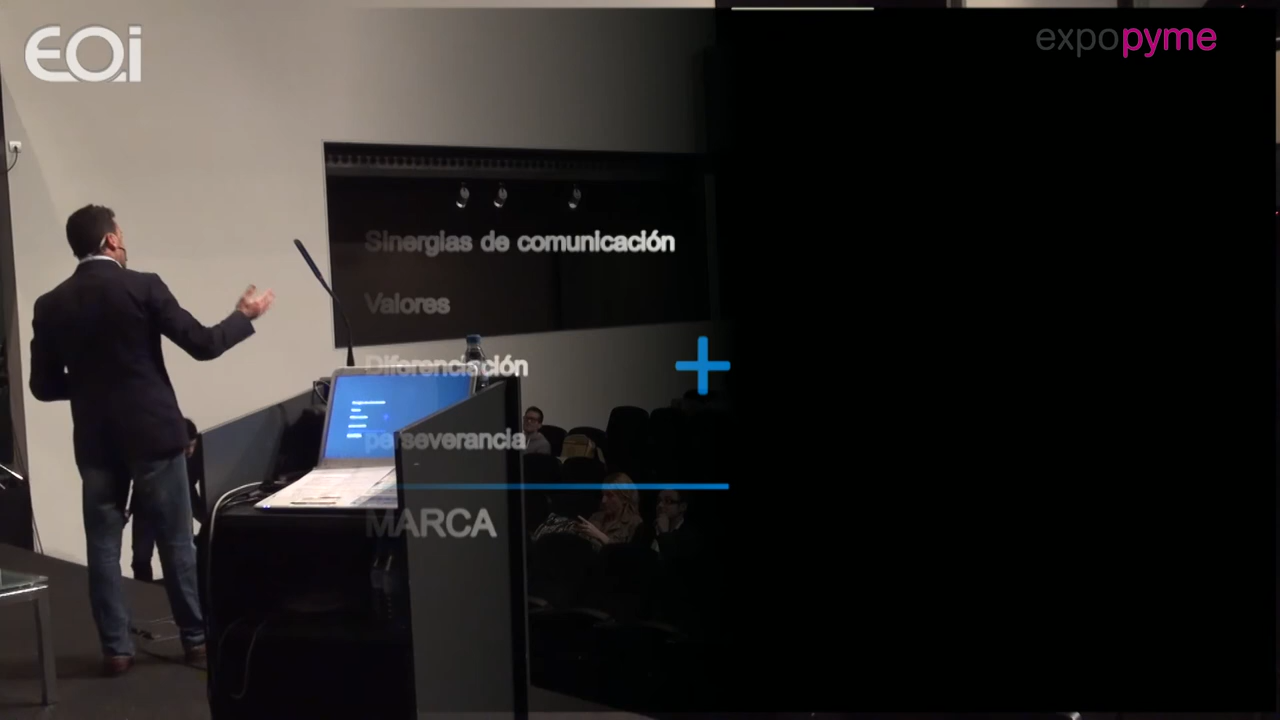 EOi
expopyme
Sinergias de comunicación
Valores
Diferenciación
+
perseverancia
MARCA